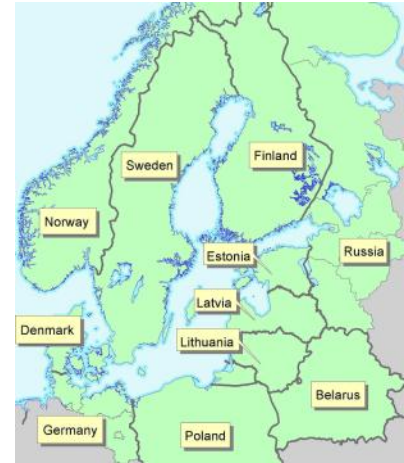 Sweden
Finland
Norway
Estonia
Russia
Latvia
Denmark
Lithuania
Belarus
Germany
Poland